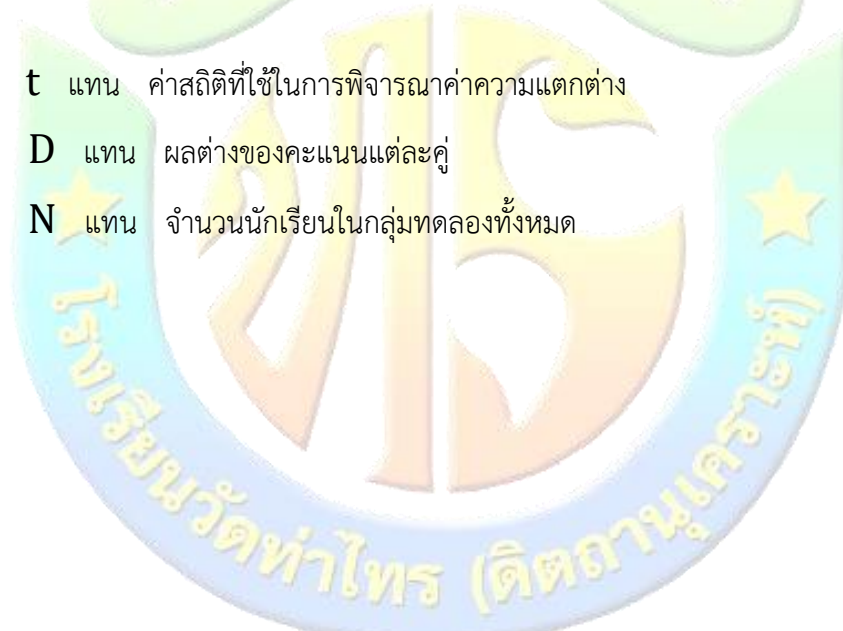 t แทน ค่าสถิติที่ใช้ในการพิจารณาค่าความแตกต่าง
D แทน ผลต่างของคะแนนแต่ละคู่
N แทน จำนวนนักเรียนในกลุ่มทดลองทั้งหมด
โรงเรียนวัดท่าไทร (ดิตถานุเคราะห์)